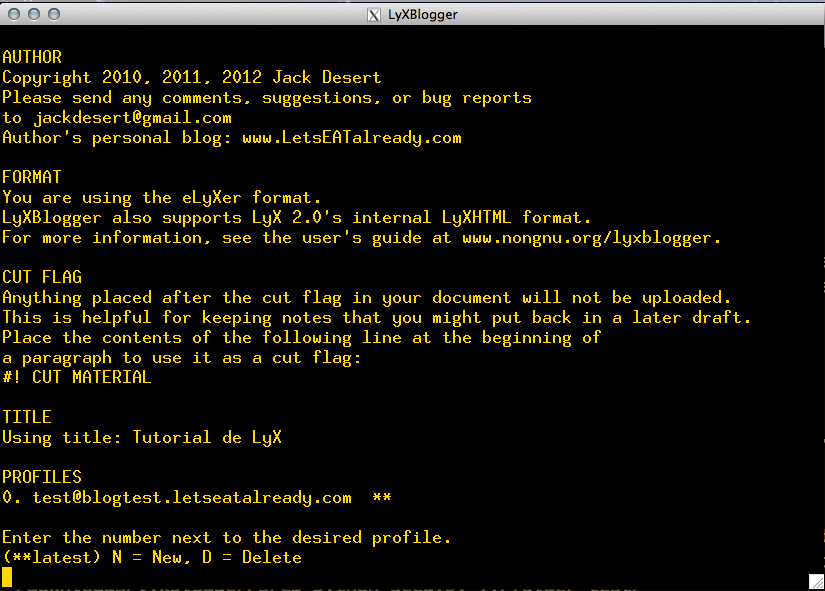 LyXBlogger
AUTHOR
Copyright 2010, 2011, 2012 Jack Desert
Please send any comments, suggestions, or bug reports
to jackdesert@gmail.com
Author's personal blog: www.LetsEATalready.com
FORMAT
You are using the eLyXer format.
LyXBlogger also supports LyX 2.0's internal LyXHTML format.
For more information, see the user's guide at www.nongnu.org/lyxblogger.
CUT FLAG
Anything placed after the cut flag in your document will not be uploaded.
This is helpful for keeping notes that you might put back in a later draft.
Place the contents of the following line at the beginning of
a paragraph to use it as a cut flag:
#! CUT MATERIAL
TITLE
Using title: Tutorial de LyX
PROFILES
0. test@blogtest.letseatalready.com  **
Enter the number next to the desired profile.
(**latest) N = New, D = Delete